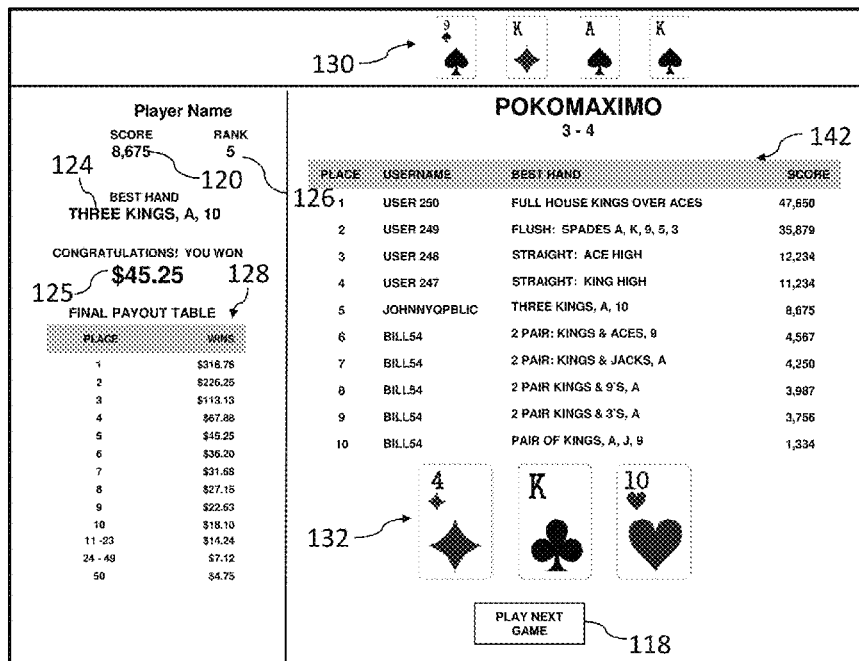 130
9 K A K
Player Name
SCORE RANK
8,675 5
124 120 126
BEST HAND
THREE KINGS, A, 10
CONGRATULATIONS! YOU WON
$45.25
125 128
FINAL PAYOUT TABLE
PLACE WINS
1 $316.75
2 $226.25
3 $113.13
4 $67.88
5 $45.25
6 $36.20
7 $31.68
8 $27.15
9 $22.63
10 $18.10
11 -23 $14.24
24 - 49 $7.12
50 $4.75
POKOMAXIMO
3 - 4
142
PLACE USERNAME BEST HAND SCORE
1 USER 250 FULL HOUSE KINGS OVER ACES 47,650
2 USER 249 FLUSH: SPADES A, K, 9, 5, 3 35,879
3 USER 248 STRAIGHT: ACE HIGH 12,234
4 USER 247 STRAIGHT: KING HIGH 11,234
5 JOHNNYQPBLIC THREE KINGS, A, 10 8,675
6 BILL54 2 PAIR: KINGS & ACES, 9 4,567
7 BILL54 2 PAIR: KINGS & JACKS, A 4,250
8 BILL54 2 PAIR KINGS & 9'S, A 3,987
9 BILL54 2 PAIR KINGS & 3'S, A 3,756
10 BILL54 PAIR OF KINGS, A, J, 9 1,334
4 K 10
132
PLAY NEXT
GAME
118